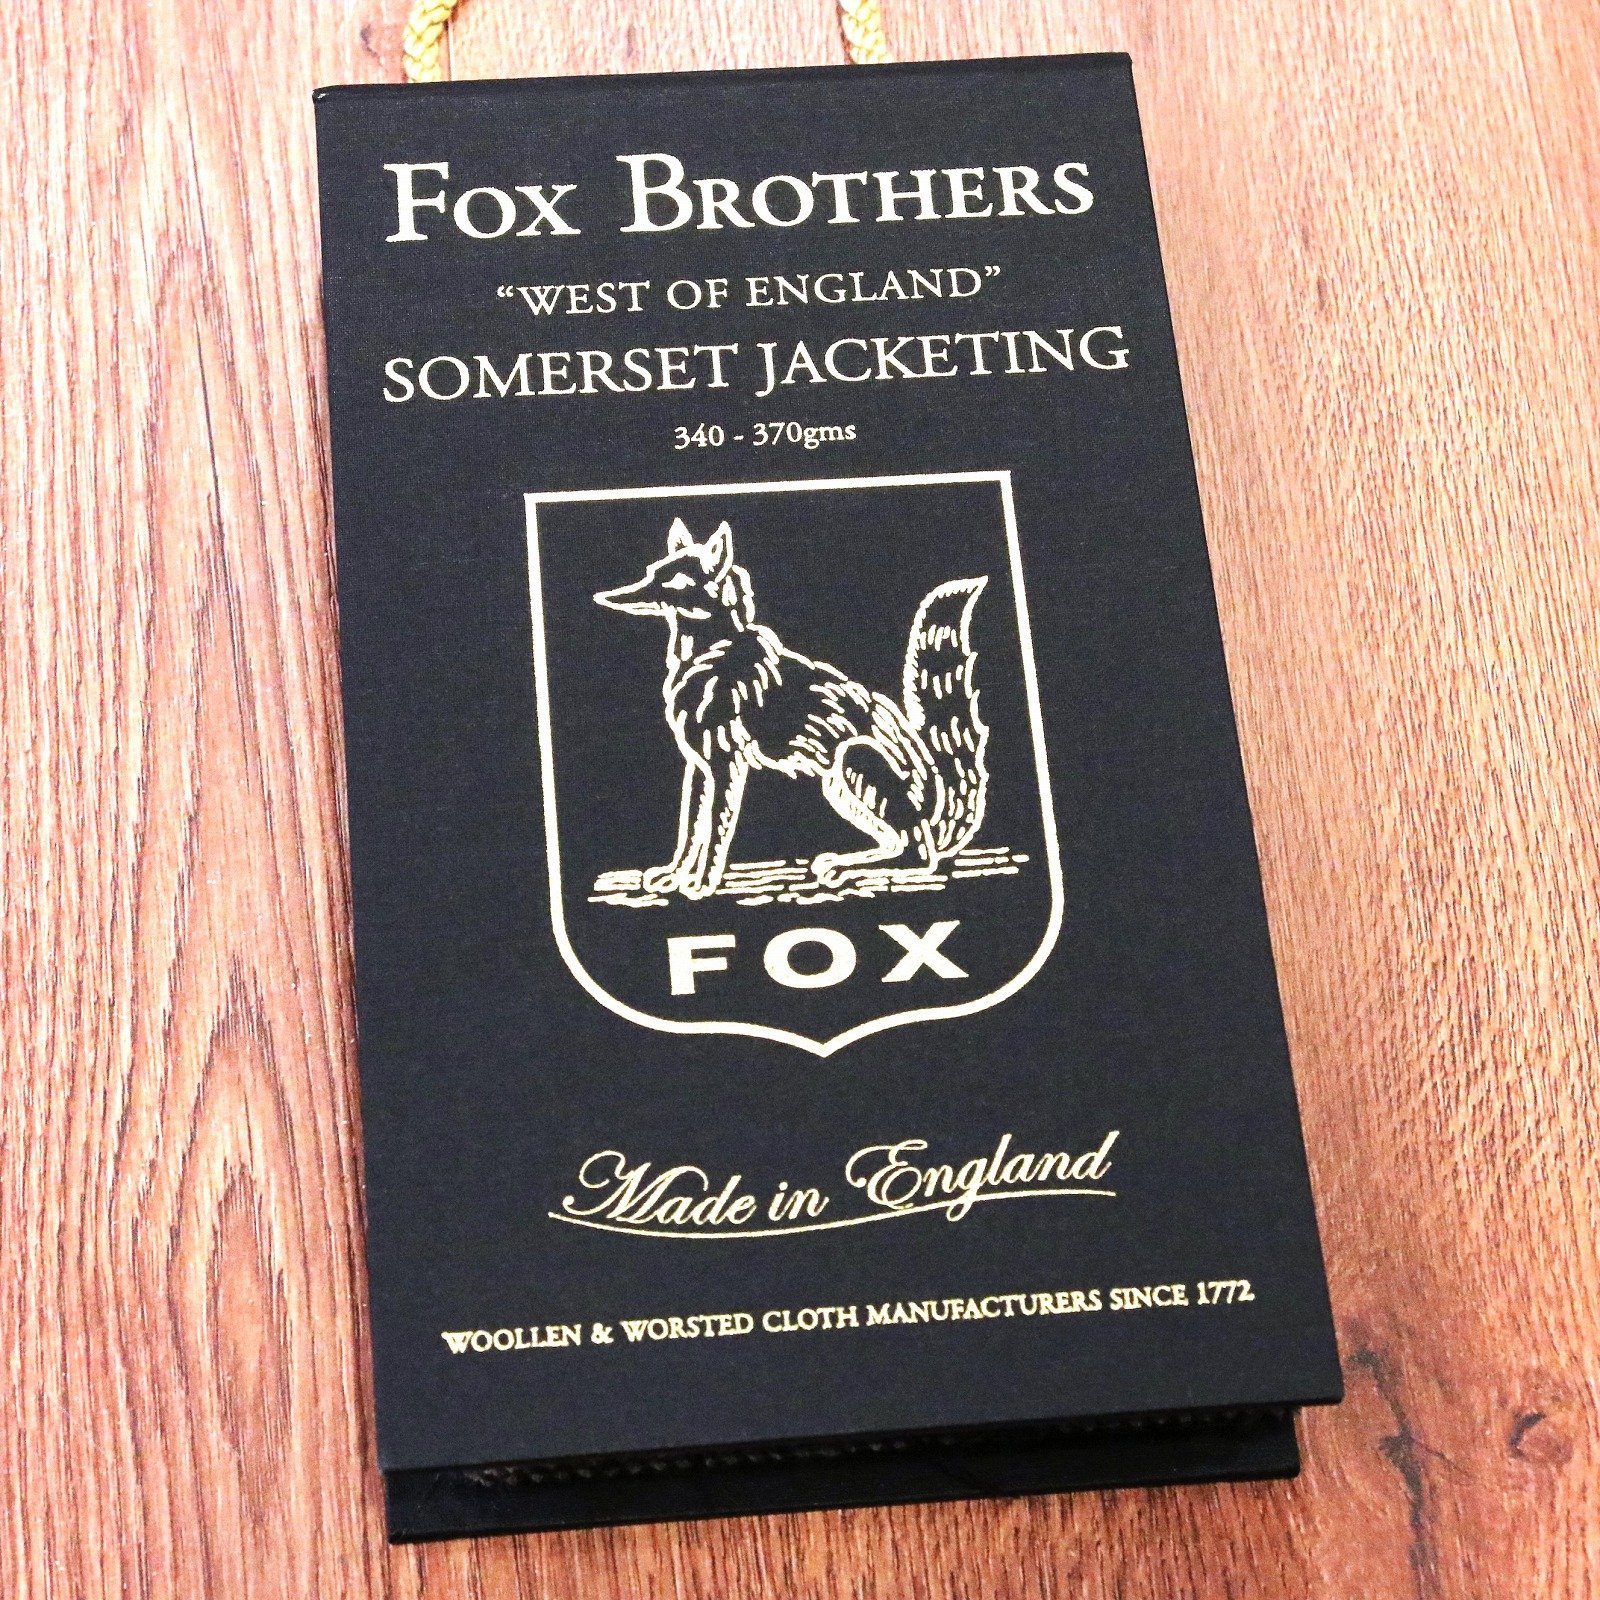 FOX BROTHERS
“WEST OF ENGLAND”
SOMERSET JACKETING
340 - 370gms
FOX
Made in England
WOOLLEN & WORSTED CLOTH MANUFACTURERS SINCE 1772